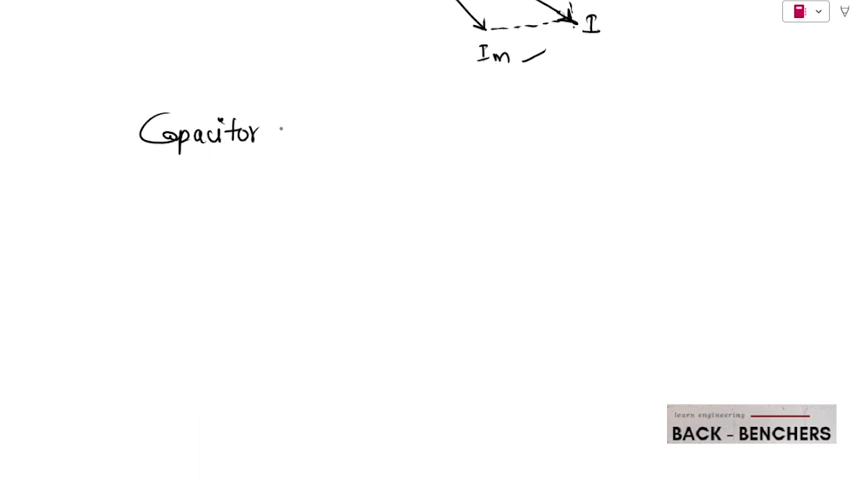 I
Im
Capacitor
learn engineering
BACK - BENCHERS